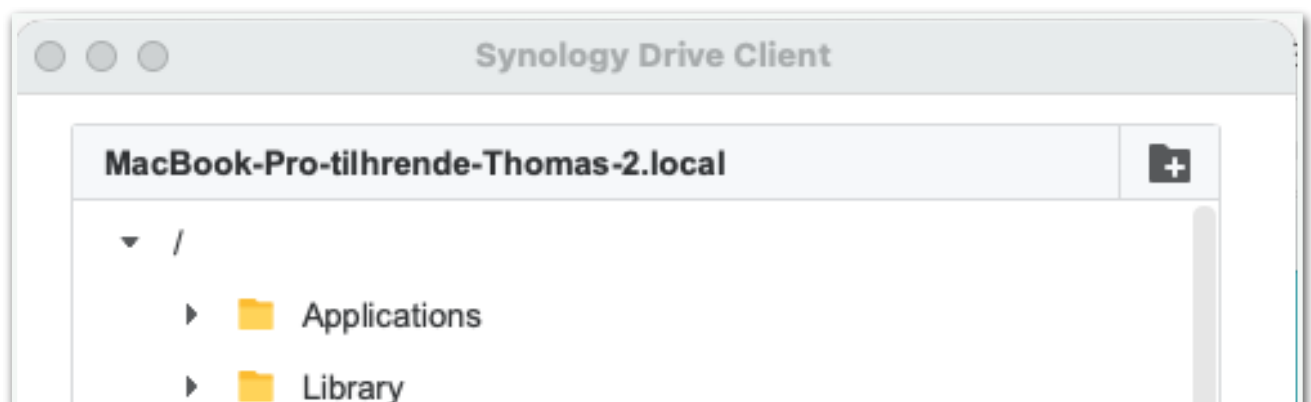 Synology Drive Client
MacBook-Pro-tilhrende-Thomas-2.local
/
Applications
Library